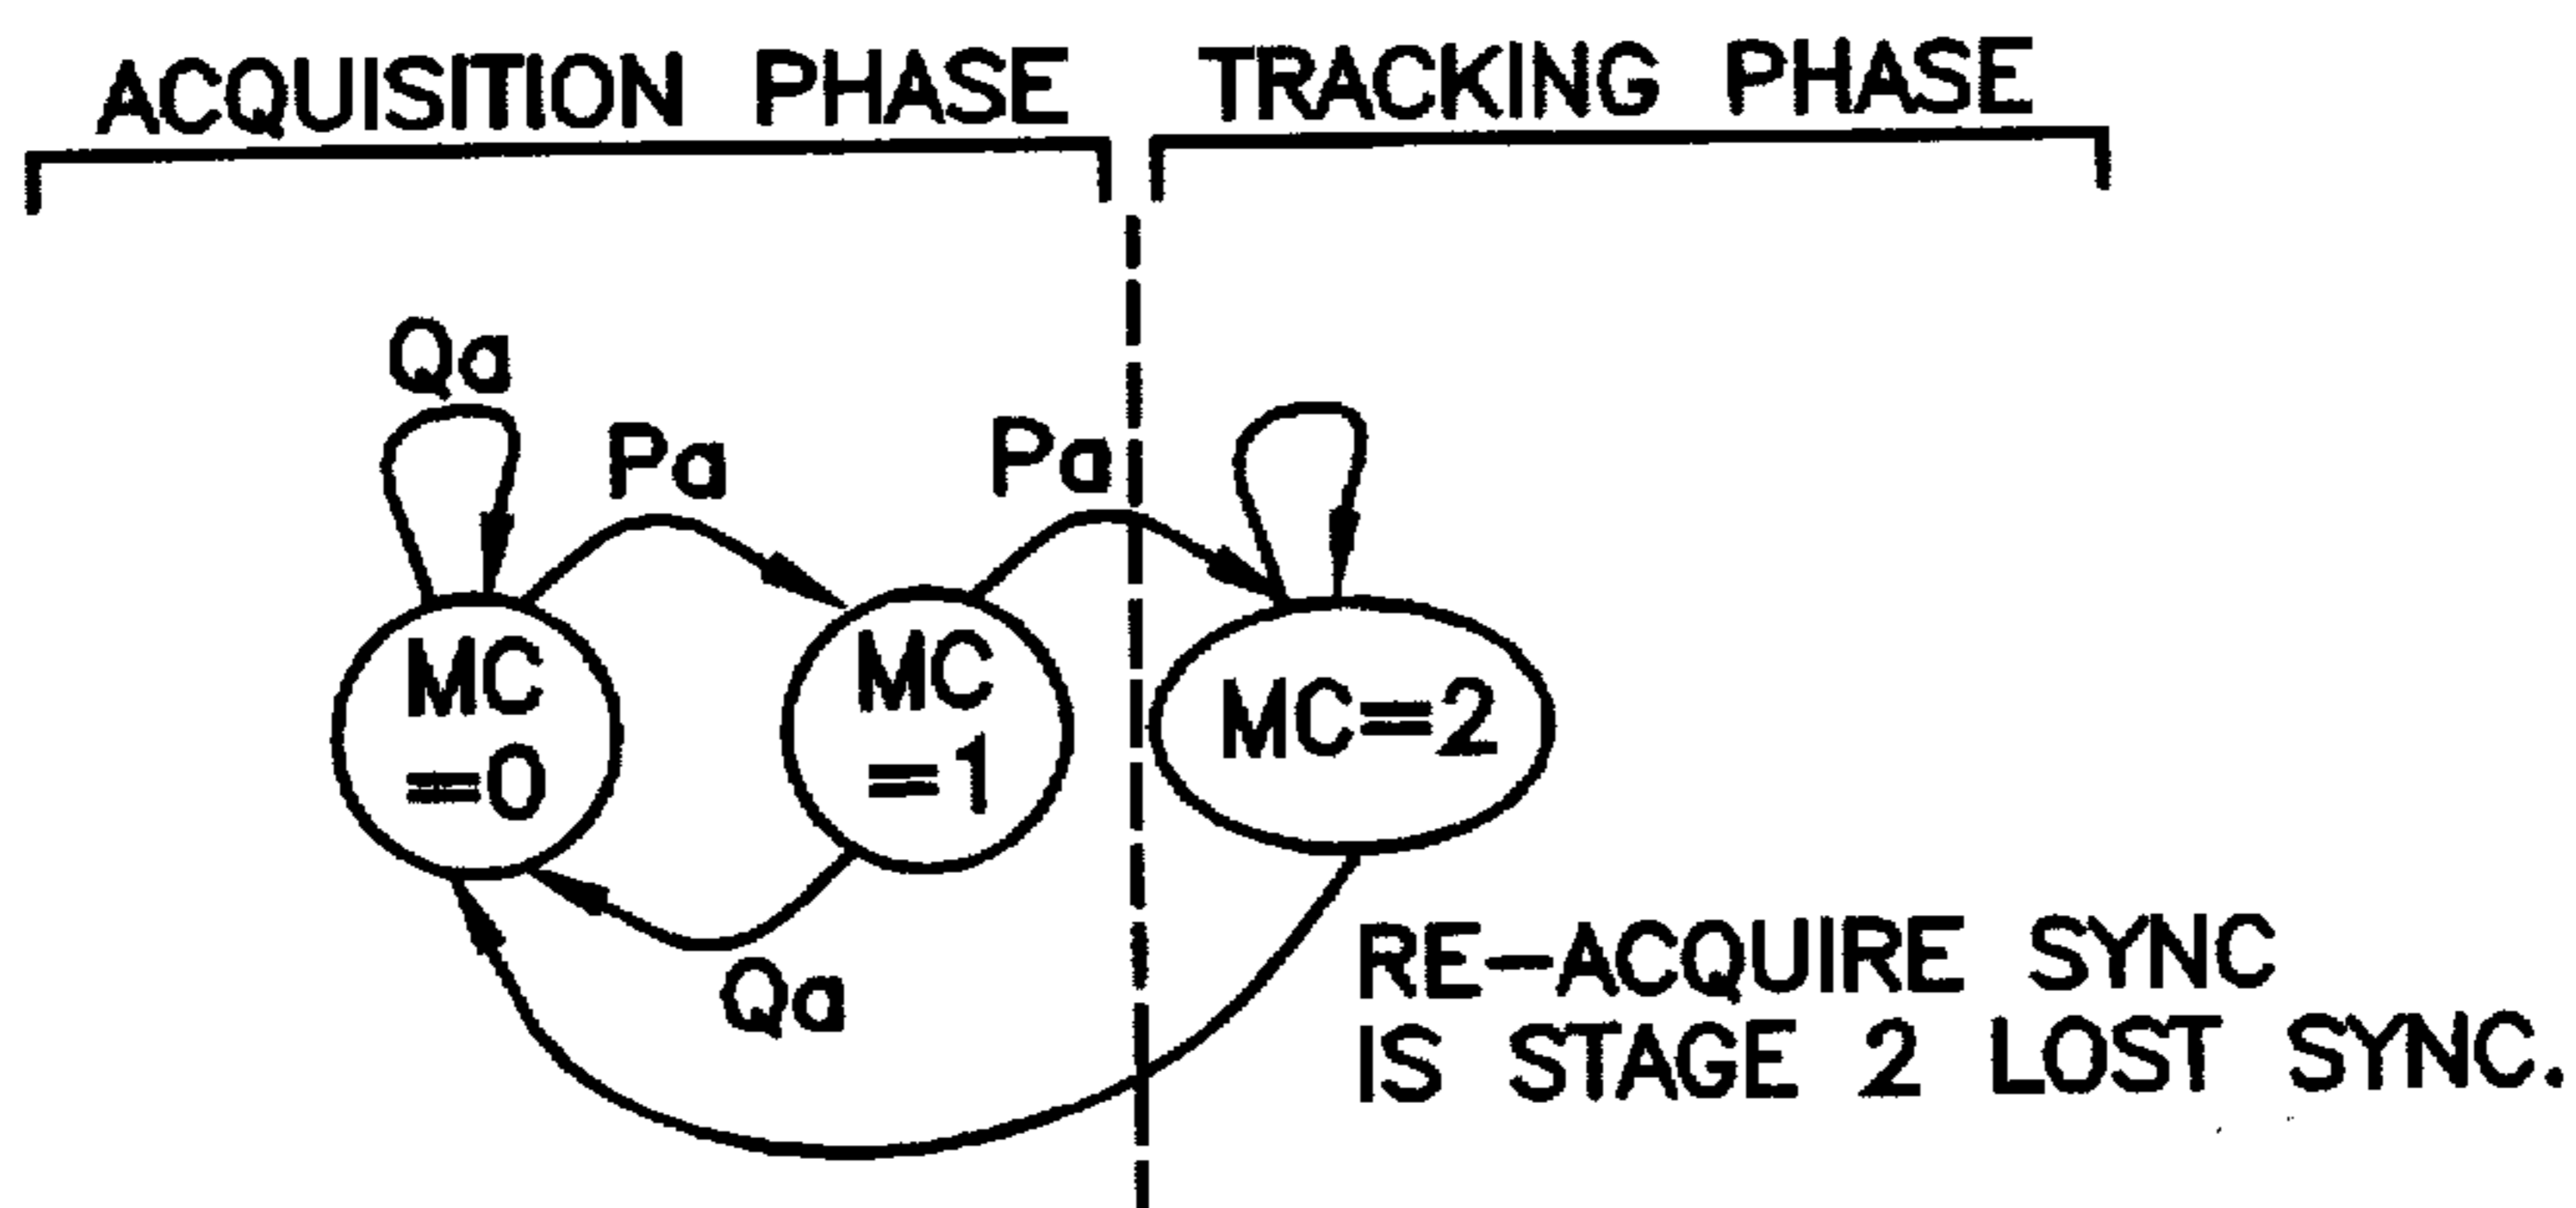 ACQUISITION PHASE
TRACKING PHASE
Qa
Pa
Pa
MC
=0
MC
=1
MC=2
Qa
RE-ACQUIRE SYNC
IS STAGE 2 LOST SYNC.